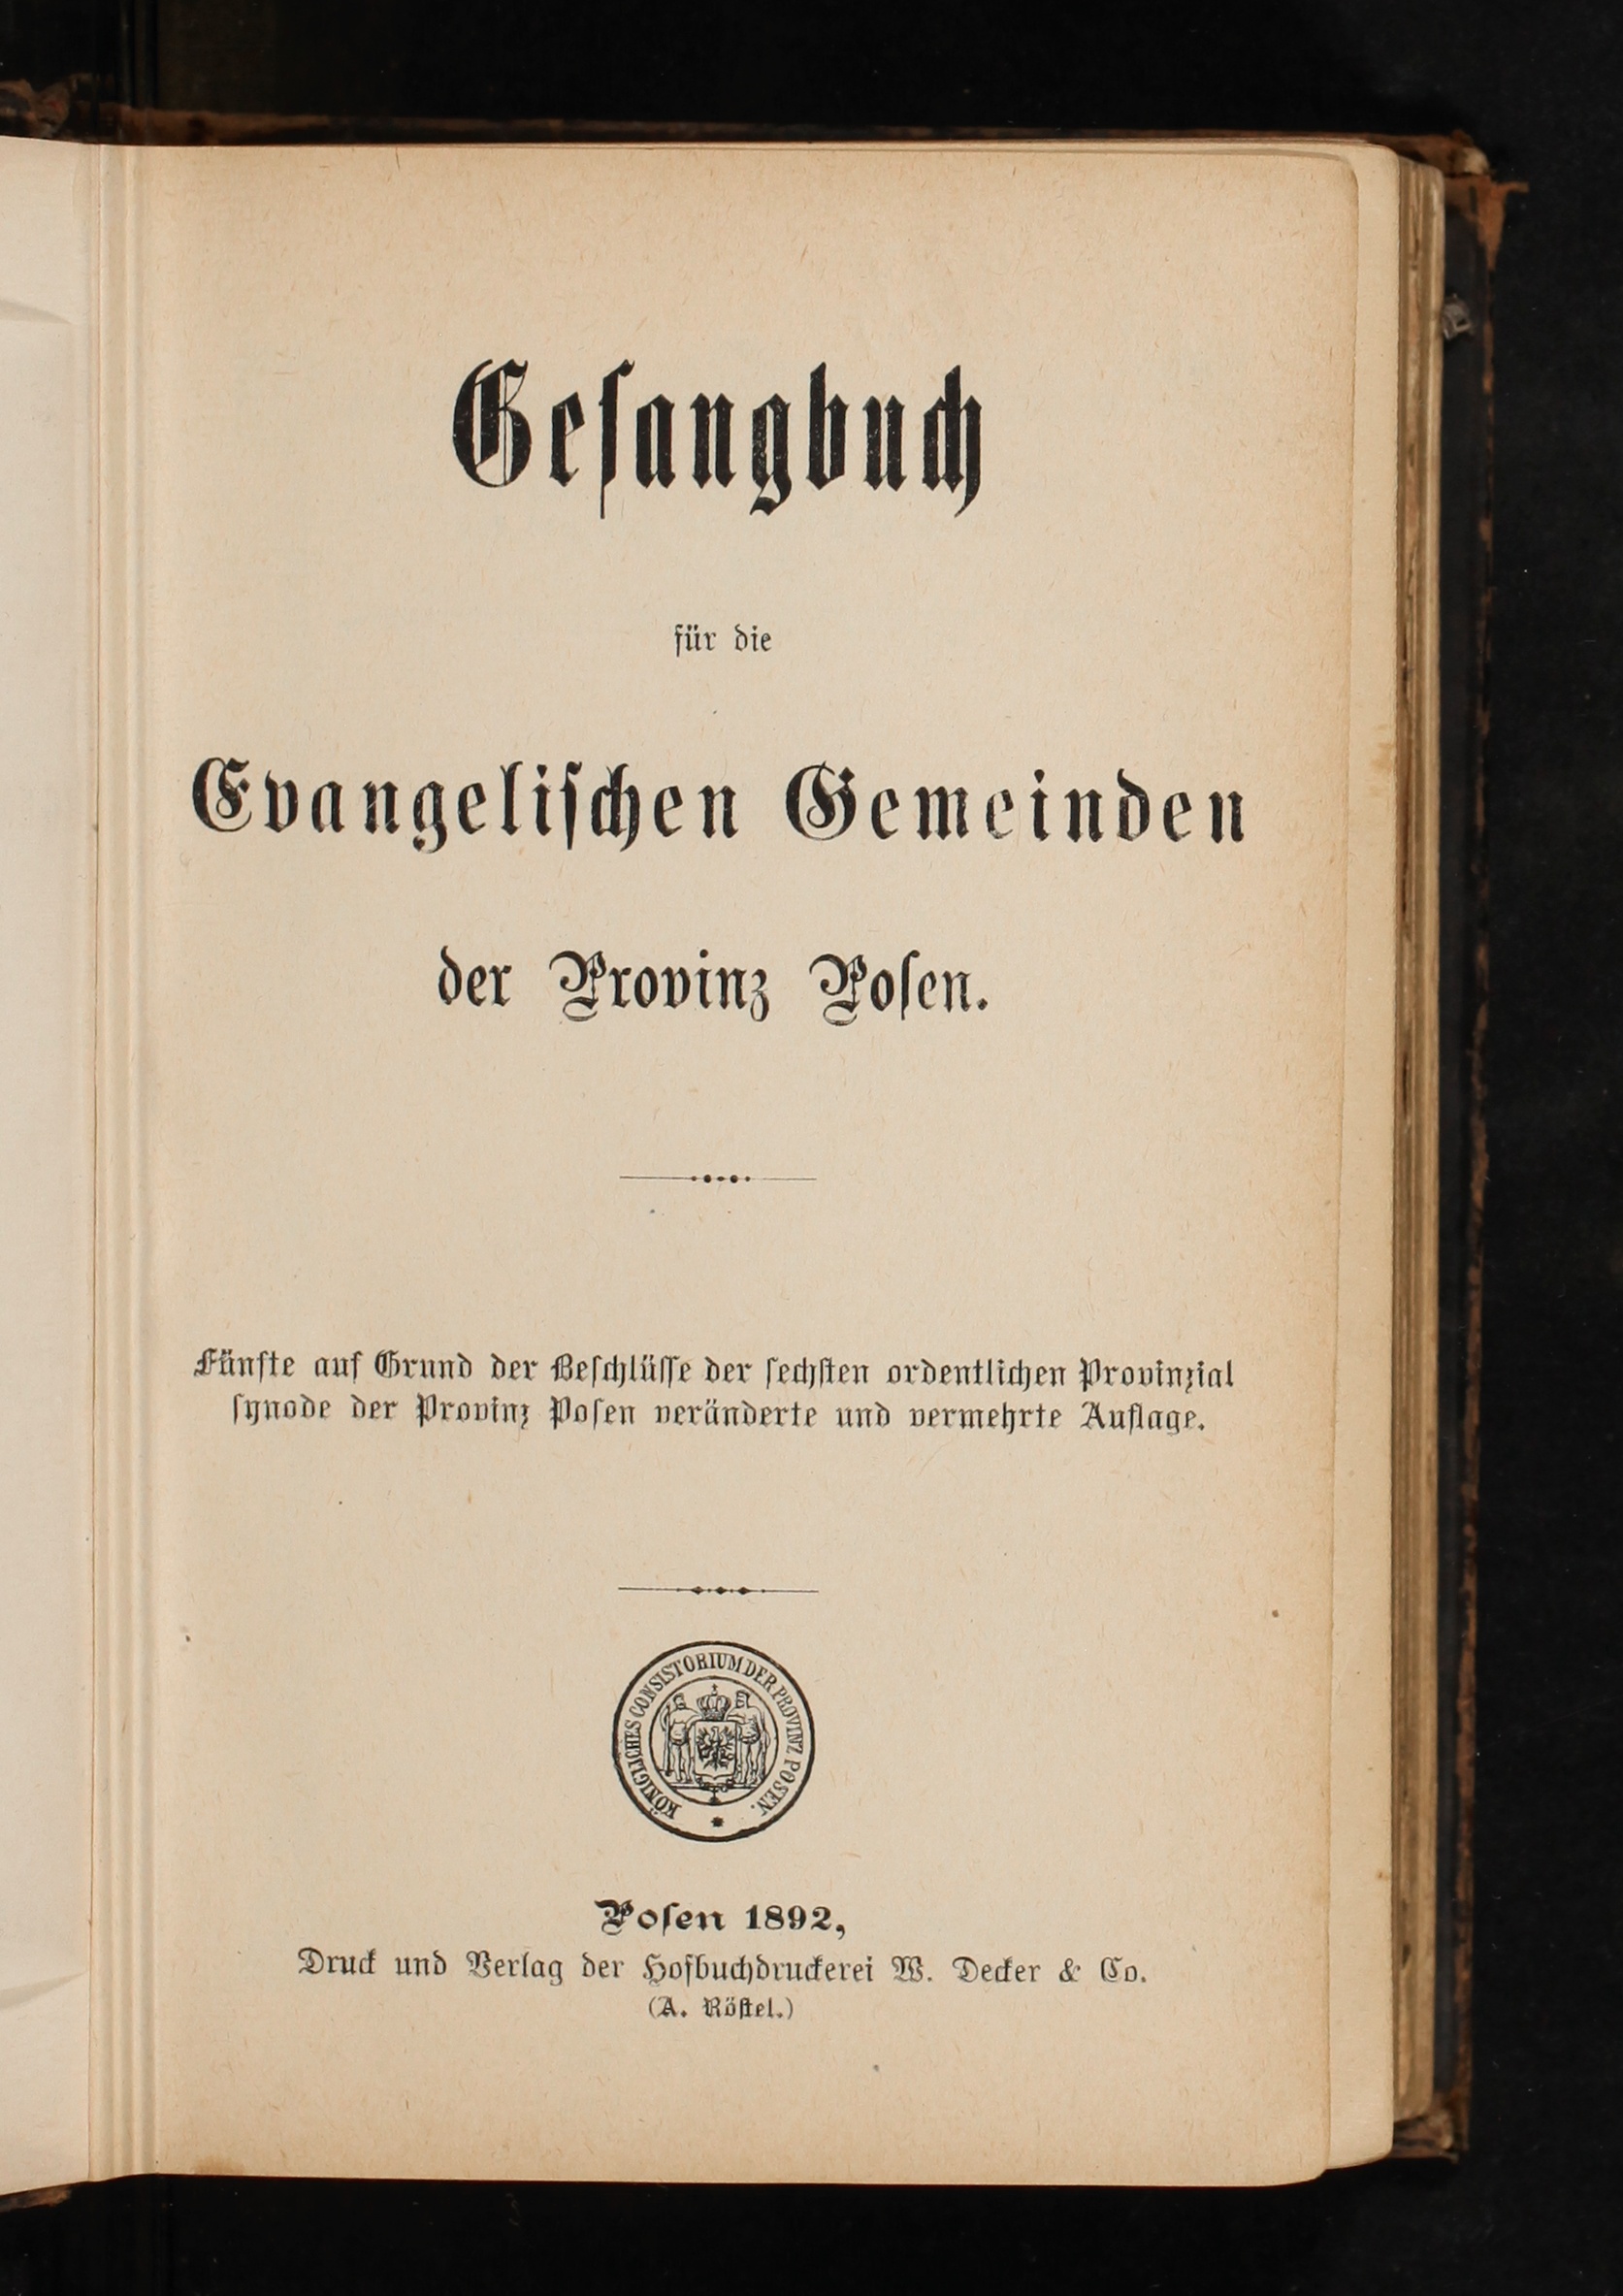 Gesangbuch
für die
Evangelischen Gemeinden
der Provinz Posen.
Fünfte auf Grund der Beschlüsse der sechsten ordentlichen Provinzial
synode der Provinz Posen veränderte und vermehrte Auflage.
KÖNIGLICHES CONSISTORIUM DER PROVINZ POSEN.
Posen 1892,
Druck und Verlag der Hofbuchdruckerei W. Decker & Co.
(A. Röstel.)